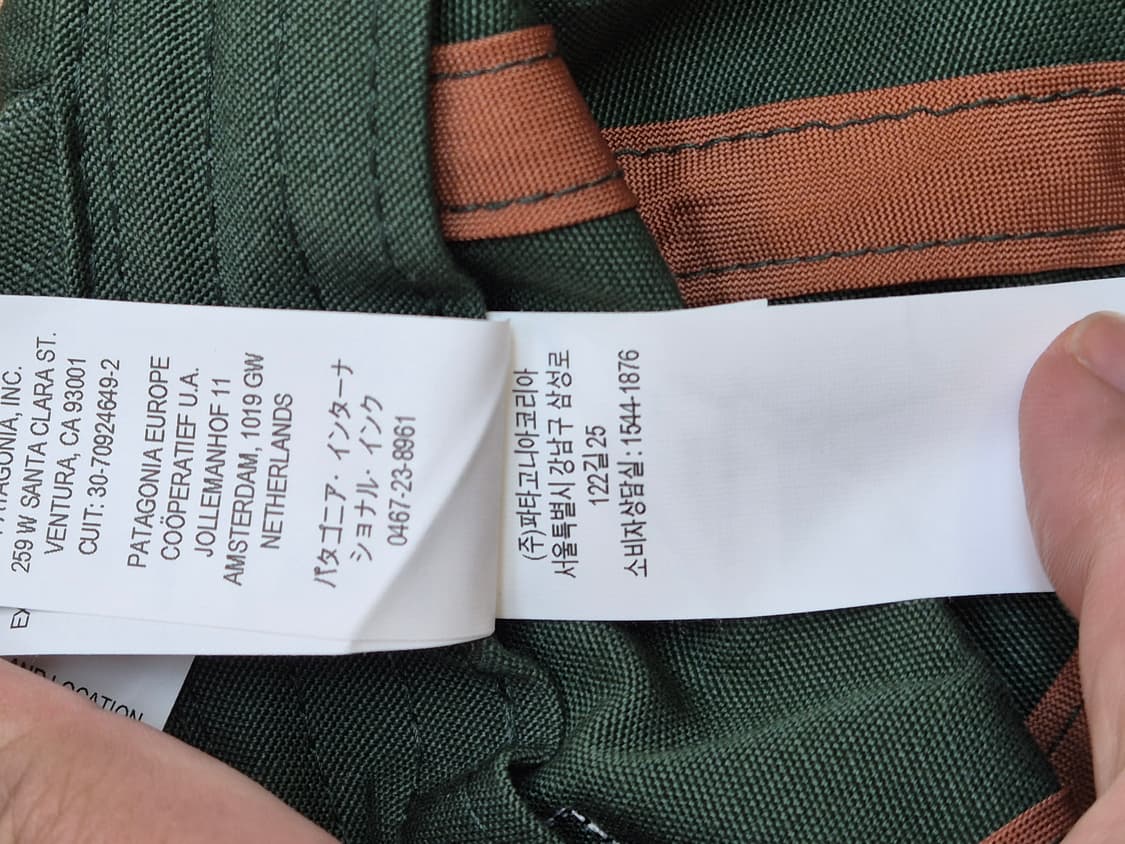 PATAGONIA, INC.
259 W SANTA CLARA ST.
VENTURA, CA 93001
CUIT: 30-70924649-2
PATAGONIA EUROPE
COÖPERATIEF U.A.
JOLLEMANHOF 11
AMSTERDAM, 1019 GW
NETHERLANDS
パタゴニア・インターナ
ショナル・インク
0467-23-8961
(주)파타고니아코리아
서울특별시 강남구 삼성로
122길 25
소비자상담실 : 1544-1876
LOCATION